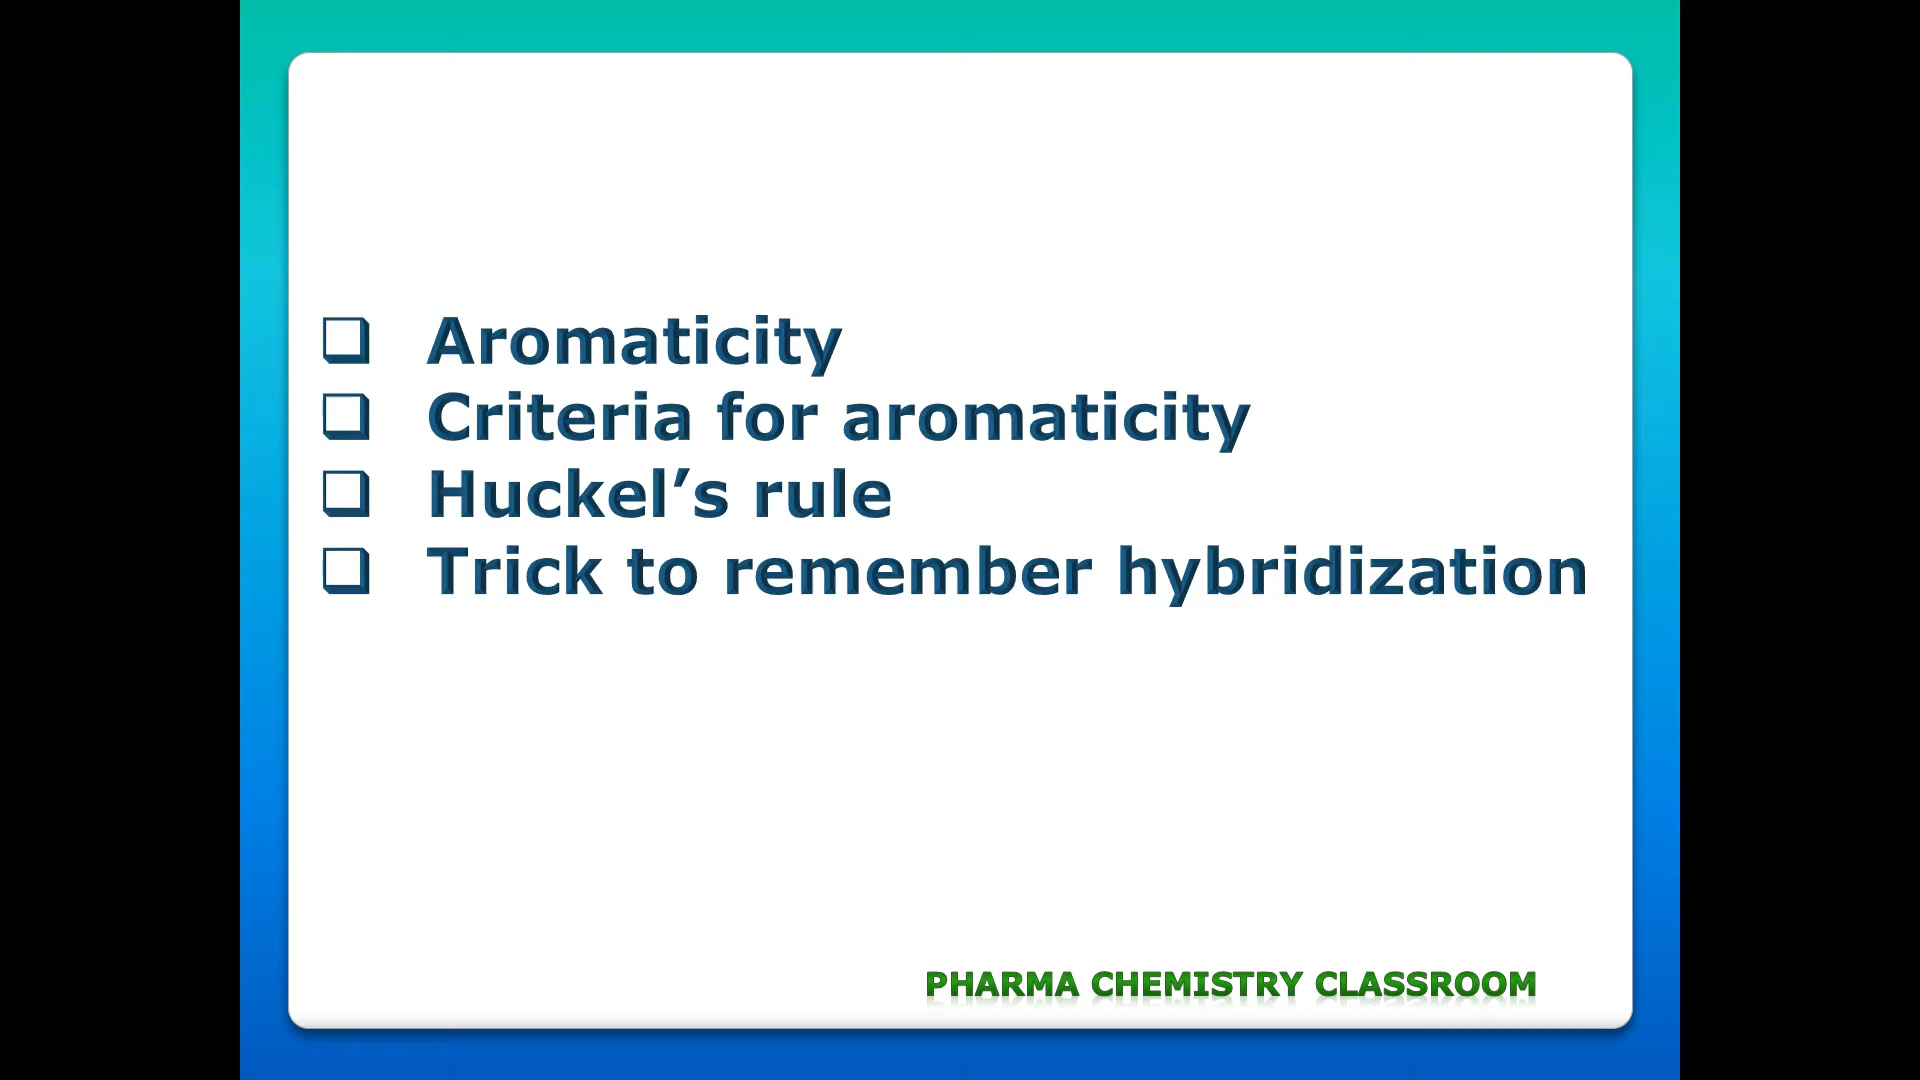 ❑ Aromaticity
❑ Criteria for aromaticity
❑ Huckel’s rule
❑ Trick to remember hybridization
PHARMA CHEMISTRY CLASSROOM